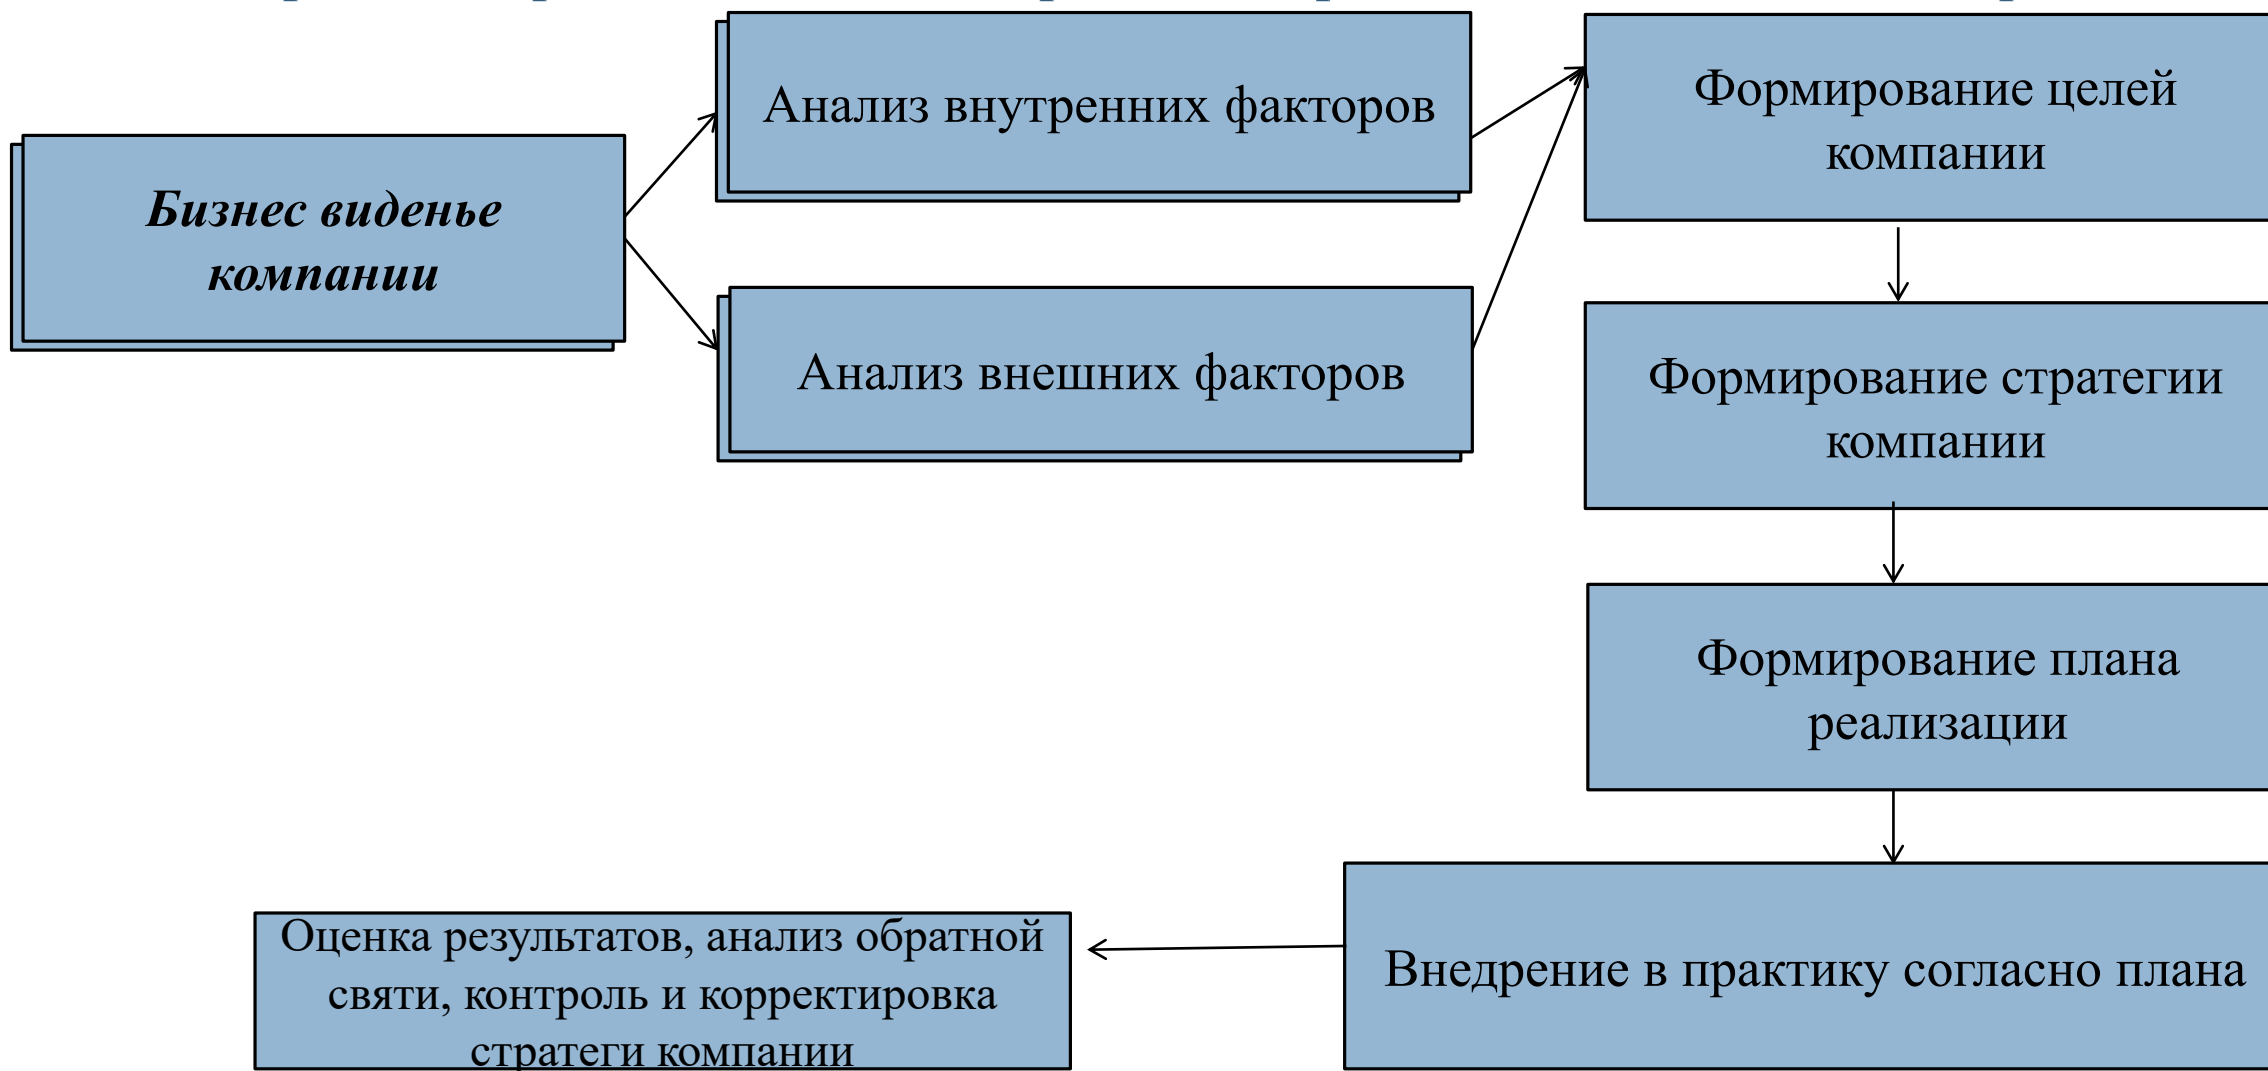 Бизнес виденье
компании
Анализ внутренних факторов
Анализ внешних факторов
Формирование целей
компании
Формирование стратегии
компании
Формирование плана
реализации
Внедрение в практику согласно плана
Оценка результатов, анализ обратной
святи, контроль и корректировка
стратеги компании